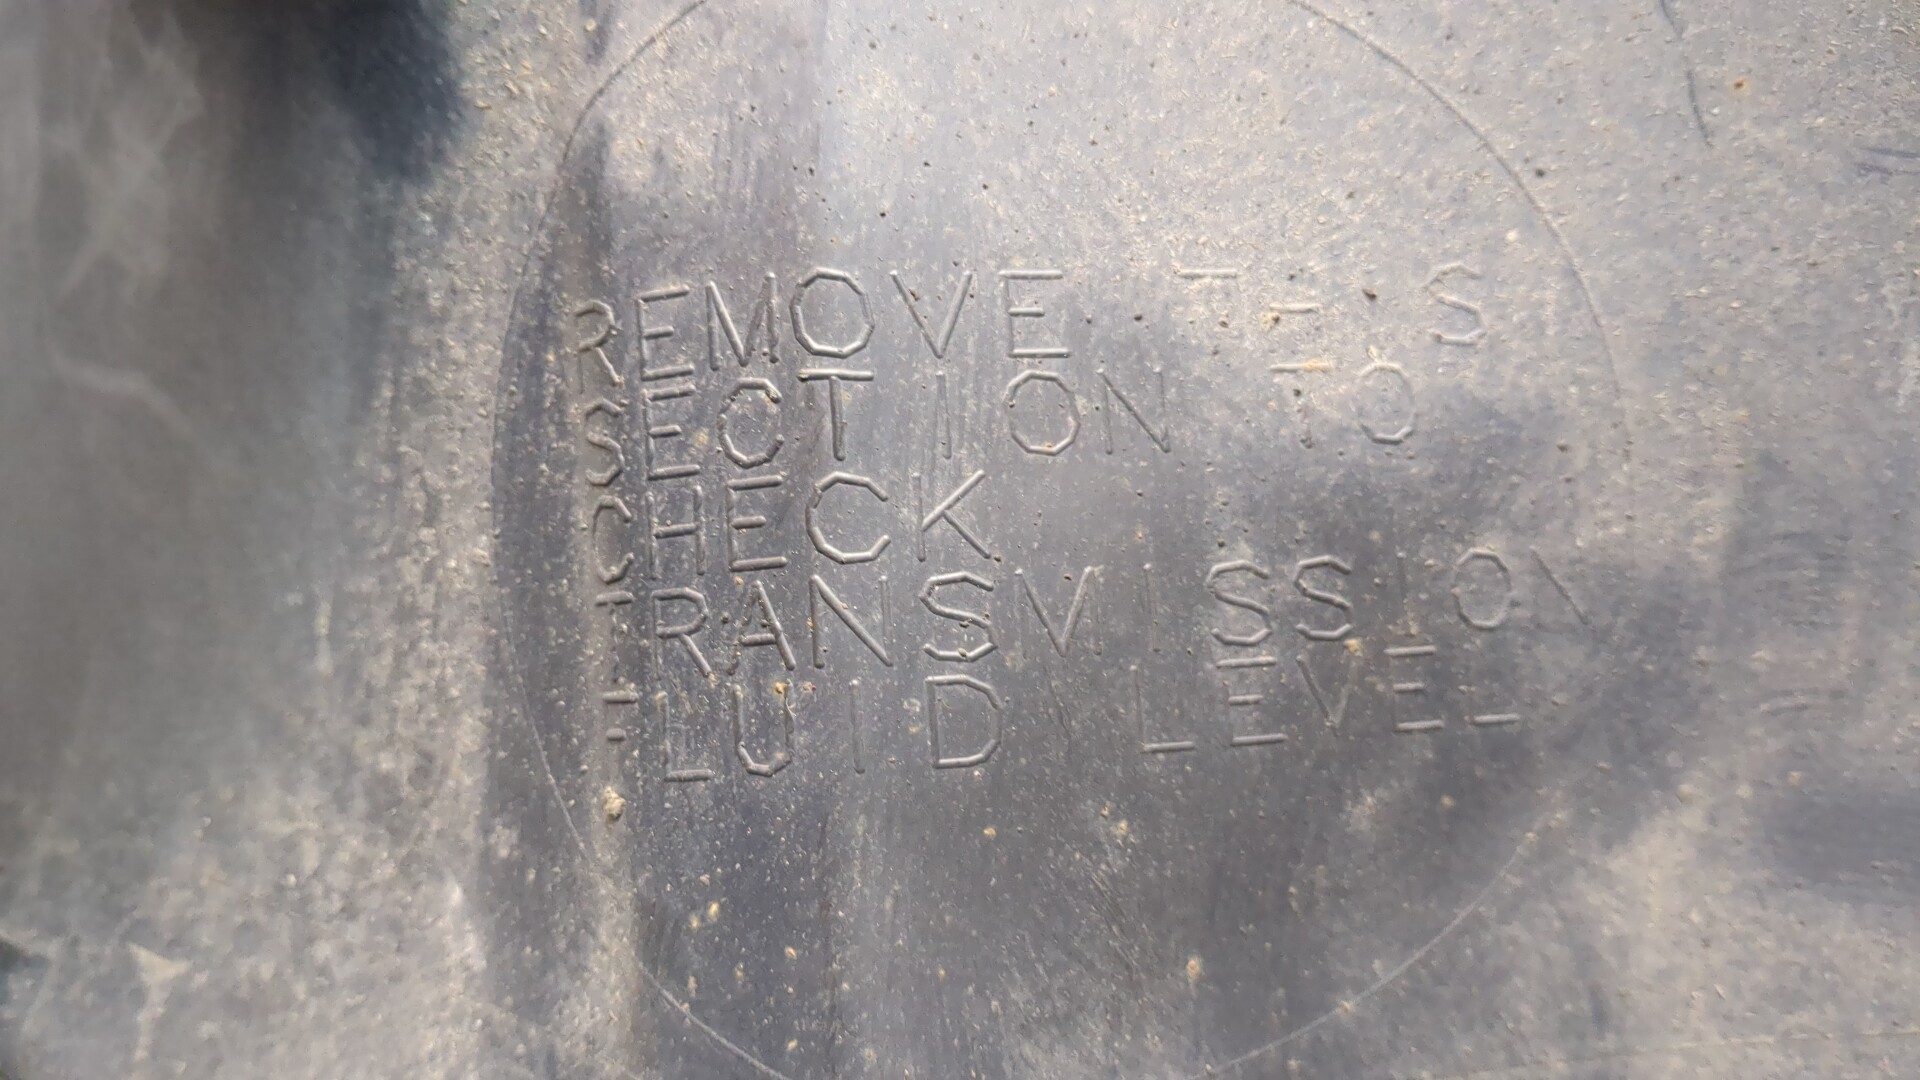 REMOVE THIS
SECTION TO
CHECK
TRANSMISSION
FLUID LEVEL